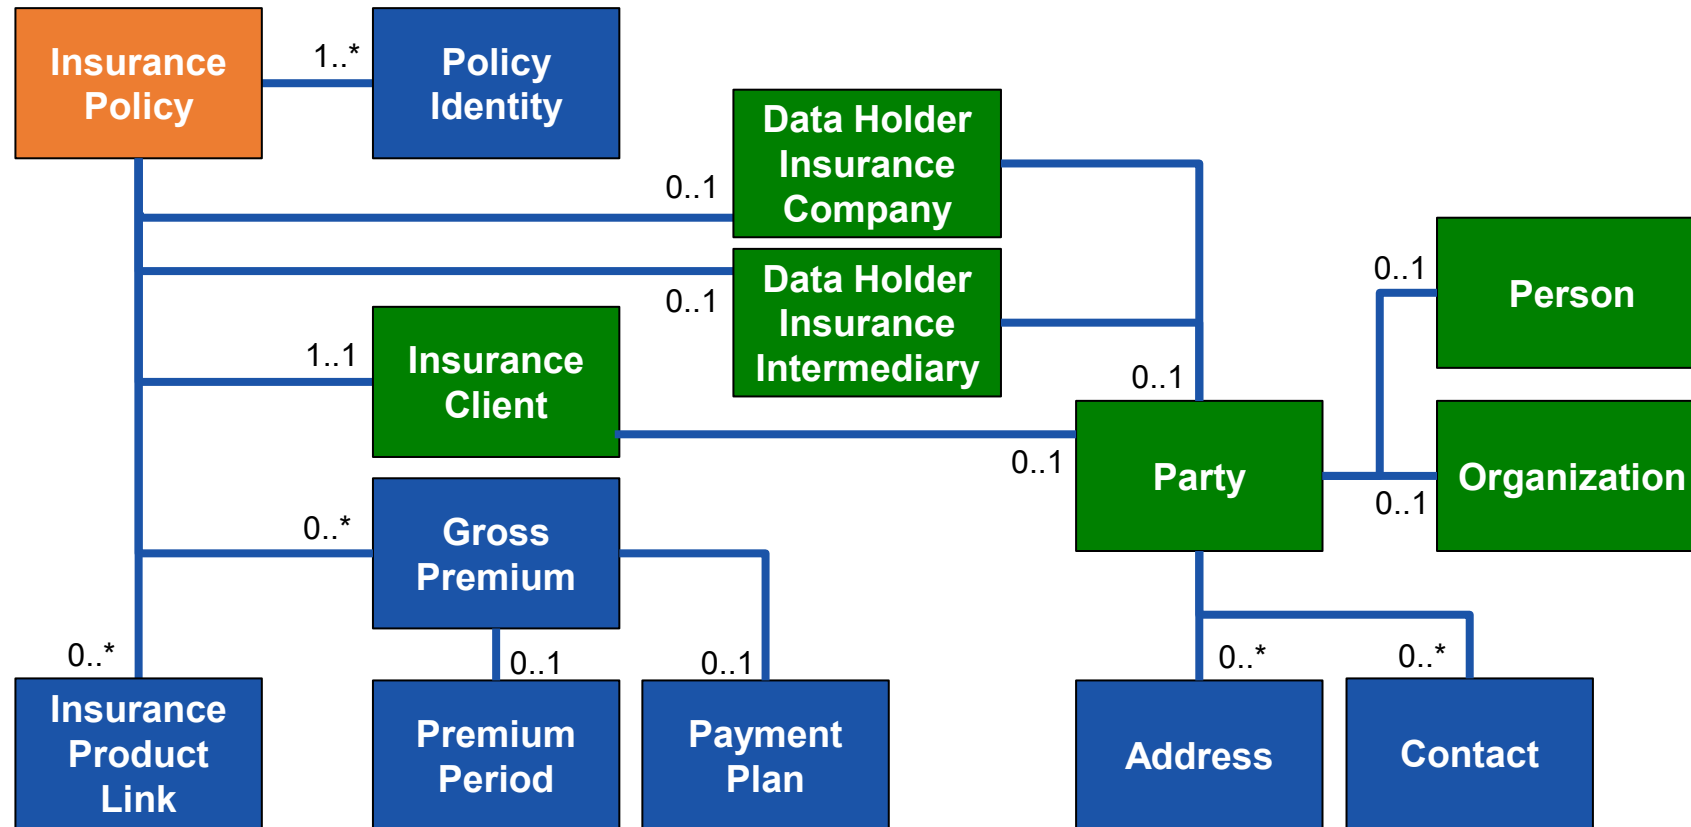 Insurance
Policy
1..*
Policy
Identity
Data Holder
Insurance
Company
0..1
Data Holder
Insurance
Intermediary
0..1
Insurance
Client
1..1
0..1
0..1
Party
0..1
Person
0..1
Organization
0..*
Gross
Premium
0..*
Insurance
Product
Link
0..1
Premium
Period
0..1
Payment
Plan
0..*
Address
0..*
Contact